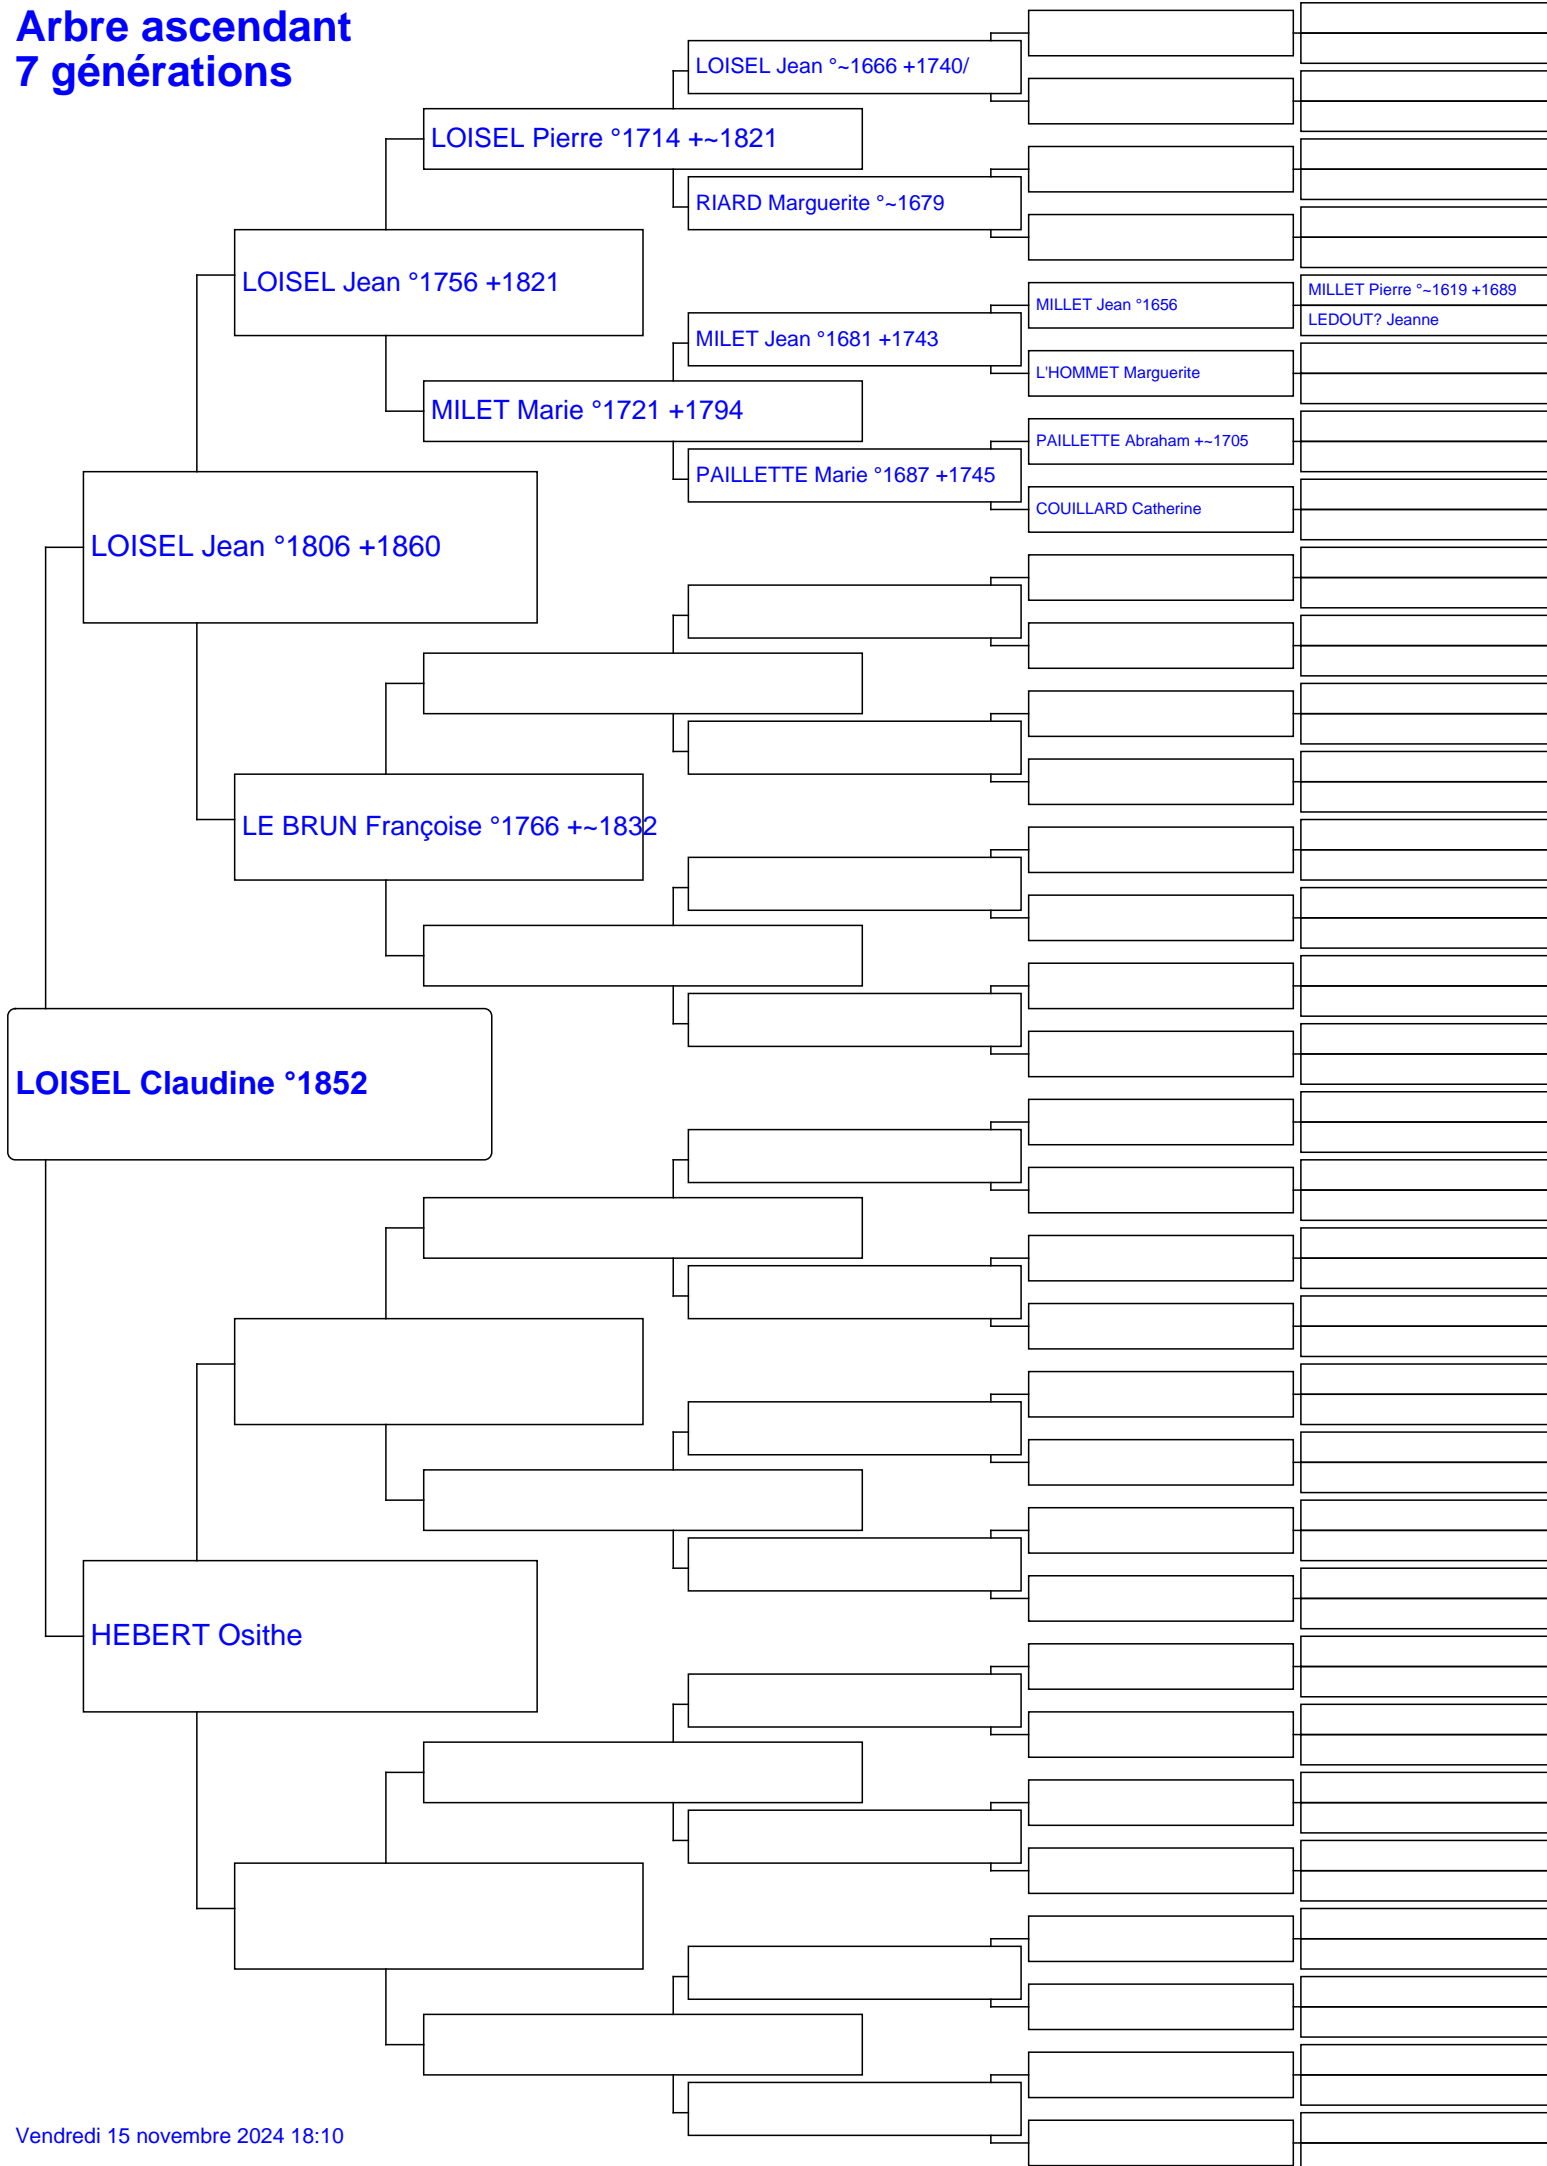 Arbre ascendant
7 générations
LOISEL Jean °~1666 +1740/
LOISEL Pierre °1714 +~1821
RIARD Marguerite °~1679
LOISEL Jean °1756 +1821
MILLET Pierre °~1619 +1689
MILLET Jean °1656
LEDOUT? Jeanne
MILET Jean °1681 +1743
L'HOMMET Marguerite
MILET Marie °1721 +1794
PAILLETTE Abraham +~1705
PAILLETTE Marie °1687 +1745
COUILLARD Catherine
LOISEL Jean °1806 +1860
LE BRUN Françoise °1766 +~1832
LOISEL Claudine °1852
HEBERT Osithe
Vendredi 15 novembre 2024 18:10